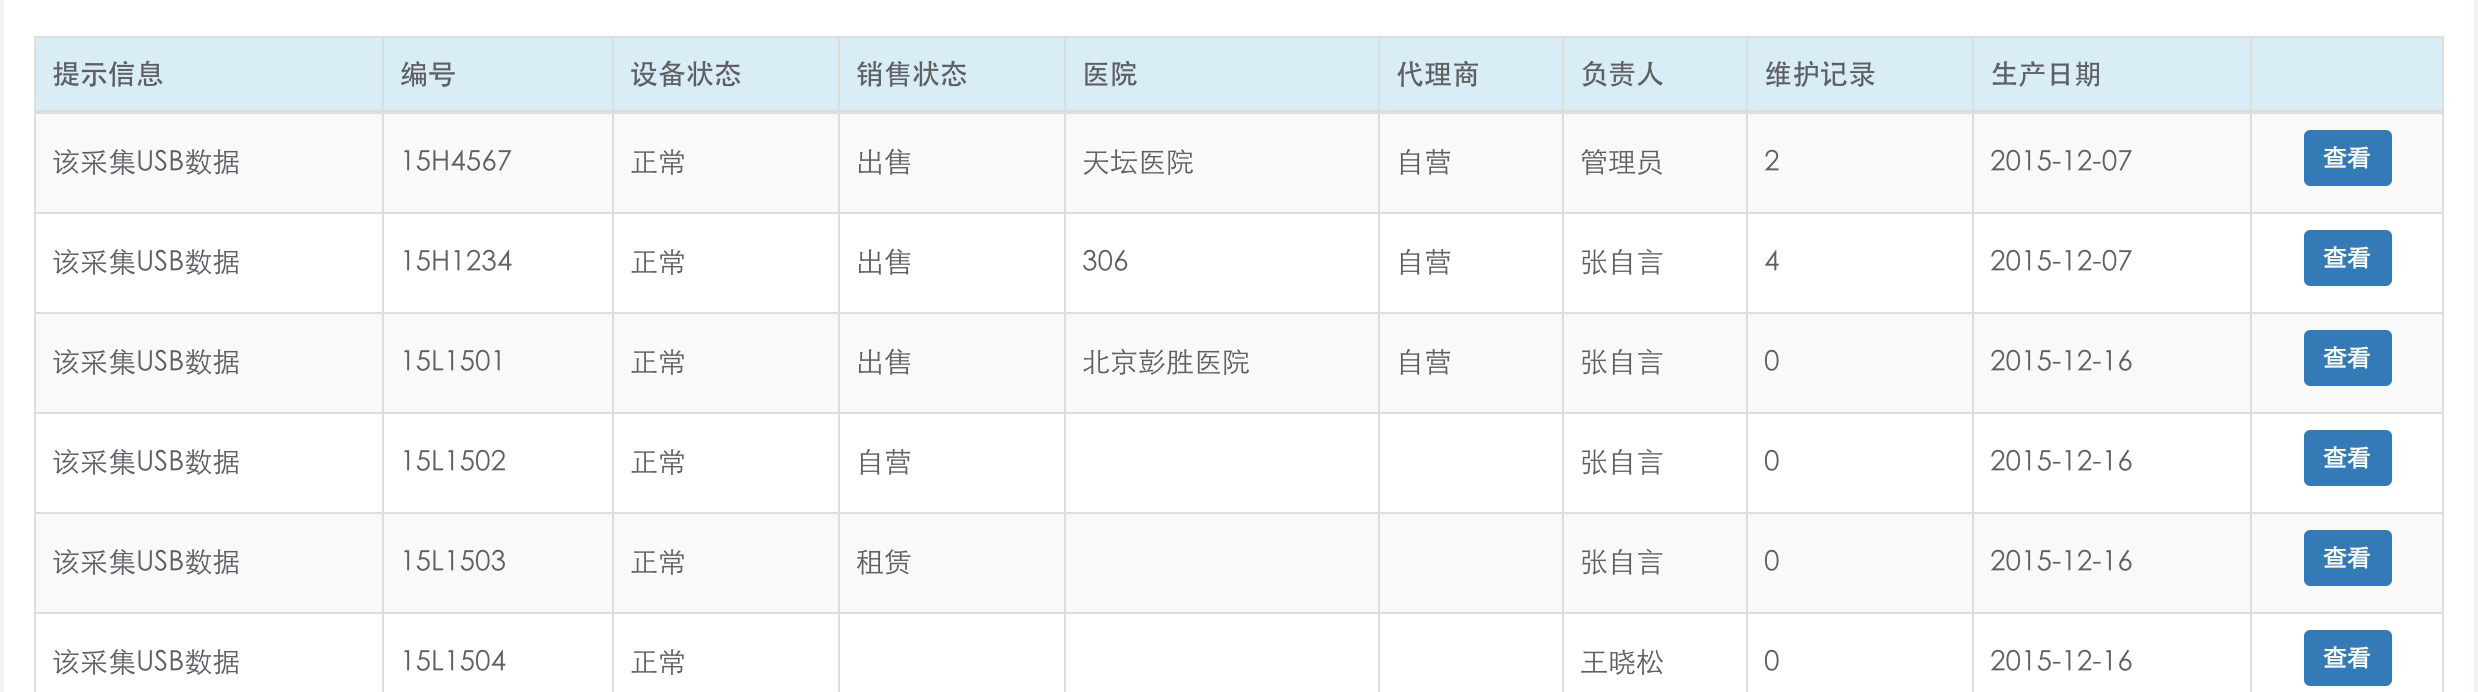 提示信息 编号 设备状态 销售状态 医院 代理商 负责人 维护记录 生产日期
该采集USB数据 15H4567 正常 出售 天坛医院 自营 管理员 2 2015-12-07 查看
该采集USB数据 15H1234 正常 出售 306 自营 张自言 4 2015-12-07 查看
该采集USB数据 15L1501 正常 出售 北京彭胜医院 自营 张自言 0 2015-12-16 查看
该采集USB数据 15L1502 正常 自营 张自言 0 2015-12-16 查看
该采集USB数据 15L1503 正常 租赁 张自言 0 2015-12-16 查看
该采集USB数据 15L1504 正常 王晓松 0 2015-12-16 查看